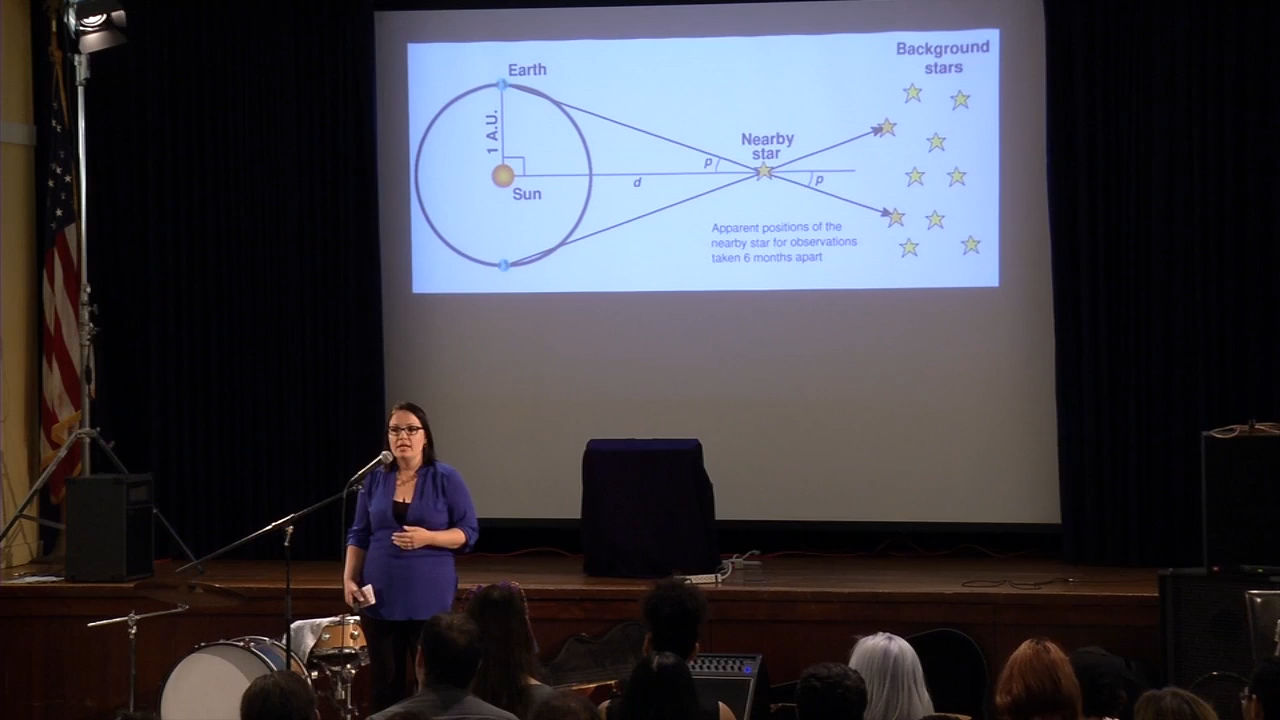 Background
stars
Earth
1 A.U.
Nearby
star
p
d
p
Sun
Apparent positions of the
nearby star for observations
taken 6 months apart